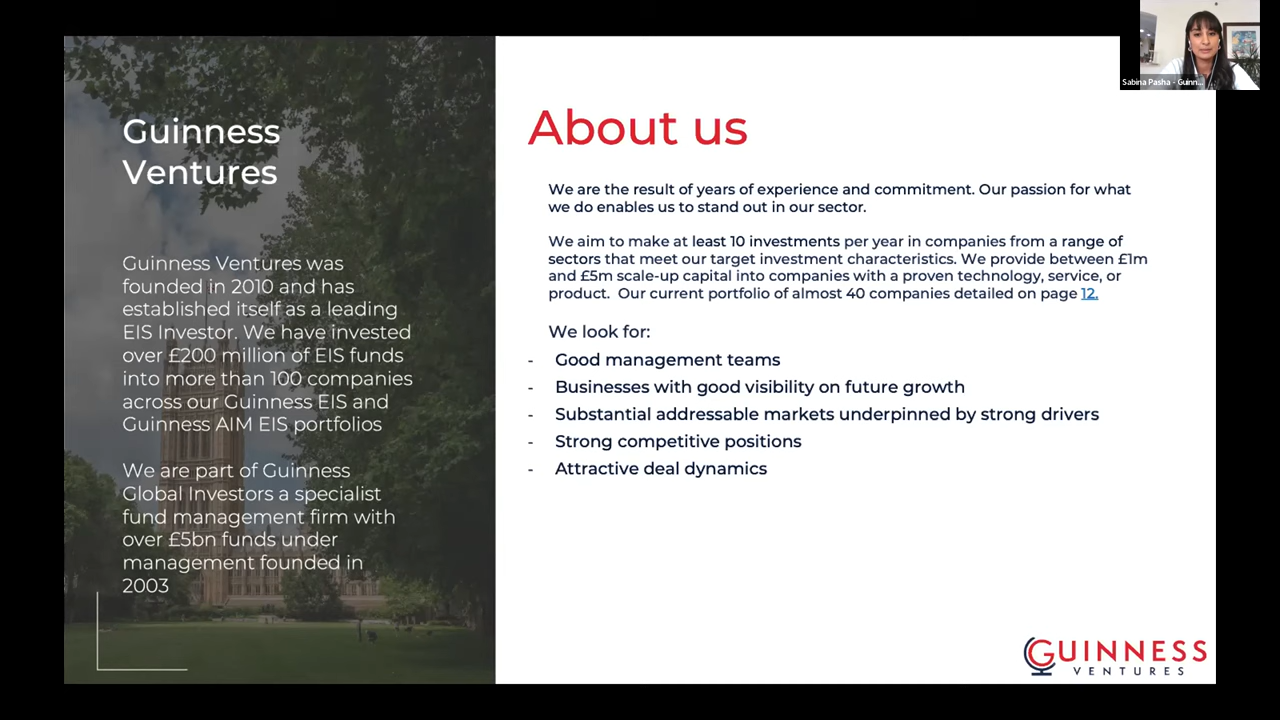 Guinness
Ventures
Guinness Ventures was
founded in 2010 and has
established itself as a leading
EIS Investor. We have invested
over £200 million of EIS funds
into more than 100 companies
across our Guinness EIS and
Guinness AIM EIS portfolios
We are part of Guinness
Global Investors a specialist
fund management firm with
over £5bn funds under
management founded in
2003
About us
We are the result of years of experience and commitment. Our passion for what
we do enables us to stand out in our sector.
We aim to make at least 10 investments per year in companies from a range of
sectors that meet our target investment characteristics. We provide between £1m
and £5m scale-up capital into companies with a proven technology, service, or
product. Our current portfolio of almost 40 companies detailed on page 12.
We look for:
- Good management teams
- Businesses with good visibility on future growth
- Substantial addressable markets underpinned by strong drivers
- Strong competitive positions
- Attractive deal dynamics
Sabina Pasha - Guinn...
GUINNESS
VENTURES